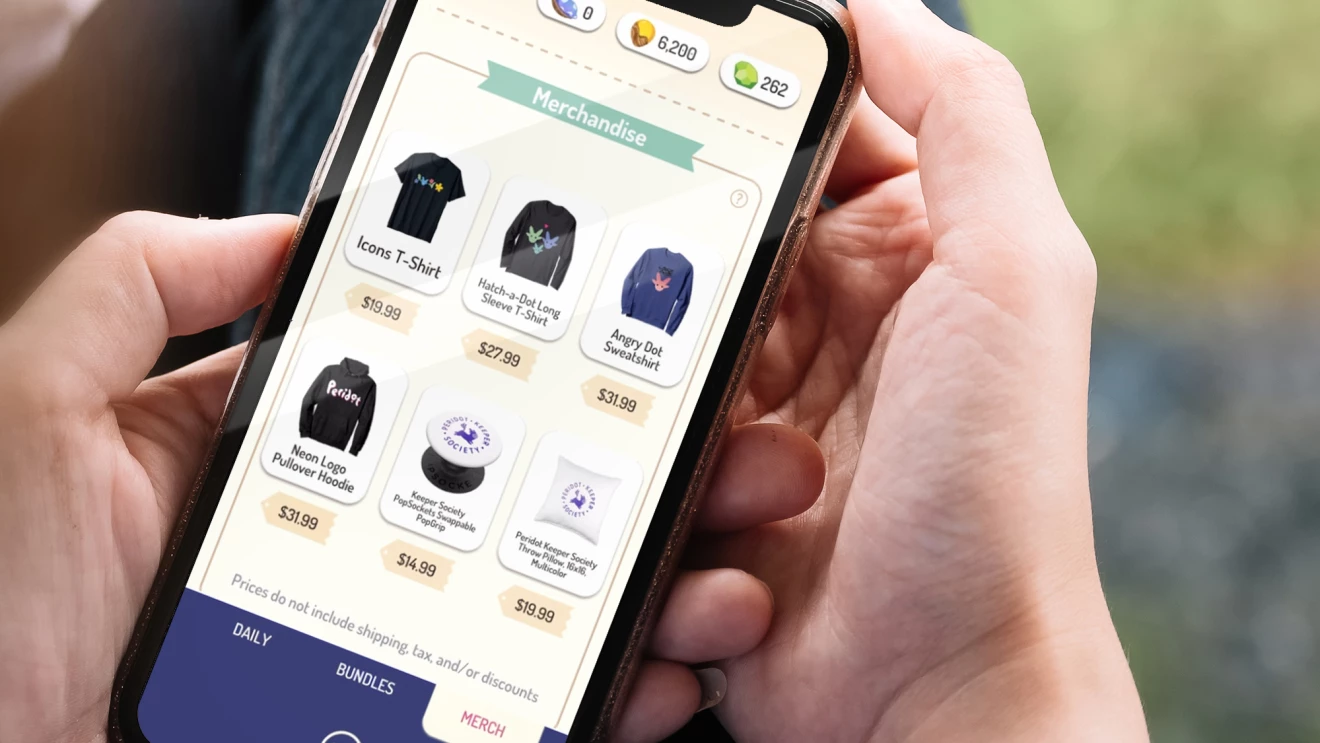 0
6,200
262
Merchandise
?
Icons T-Shirt
$19.99
Hatch-a-Dot Long
Sleeve T-Shirt
$27.99
Angry Dot
Sweatshirt
$31.99
Peridot
Neon Logo
Pullover Hoodie
$31.99
PERIDOT • KEEPER
SOCIETY
Keeper Society
PopSockets Swappable
PopGrip
$14.99
PERIDOT • KEEPER
SOCIETY
Peridot Keeper Society
Throw Pillow, 16x16,
Multicolor
$19.99
Prices do not include shipping, tax, and/or discounts
DAILY
BUNDLES
MERCH